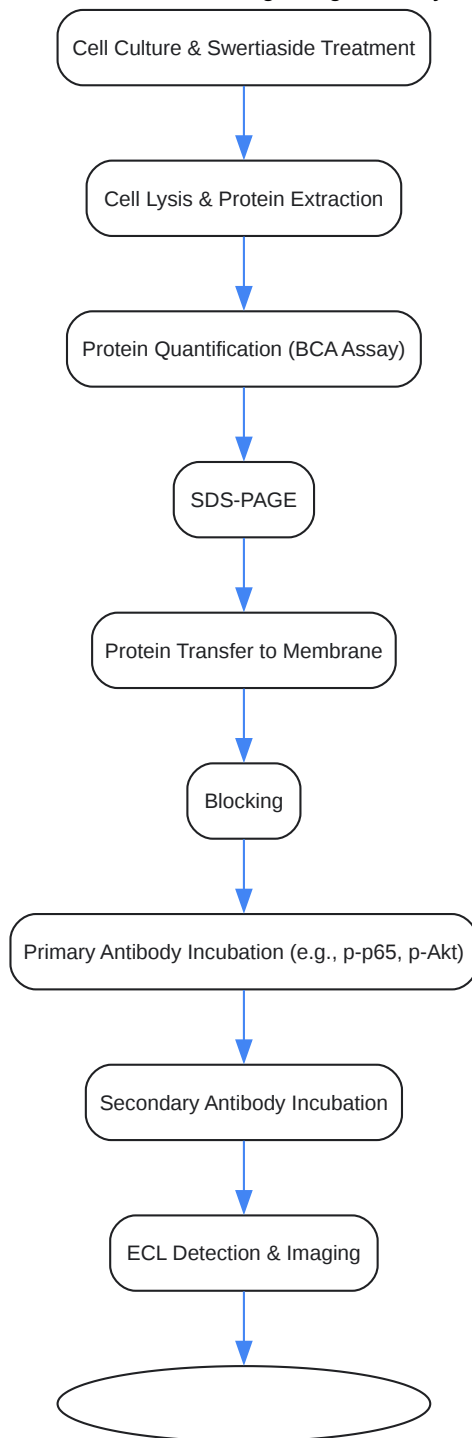 Cell Culture & Swertiaside Treatment
Cell Lysis & Protein Extraction
Protein Quantification (BCA Assay)
SDS-PAGE
Protein Transfer to Membrane
Blocking
Primary Antibody Incubation (e.g., p-p65, p-Akt)
Secondary Antibody Incubation
ECL Detection & Imaging